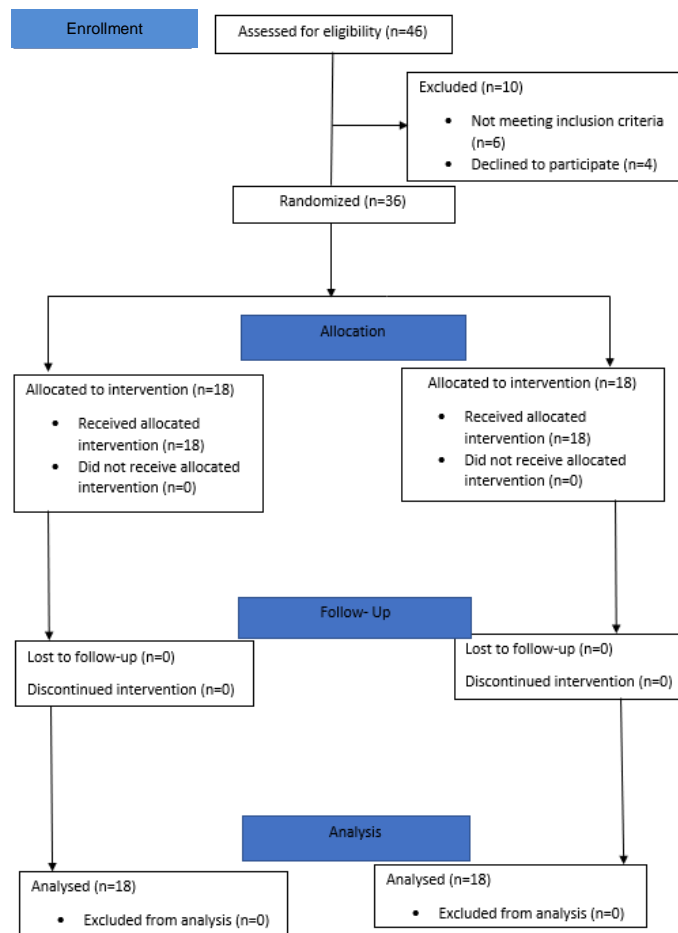 Enrollment
Assessed for eligibility (n=46)
Excluded (n=10)
• Not meeting inclusion criteria
(n=6)
• Declined to participate (n=4)
Randomized (n=36)
Allocation
Allocated to intervention (n=18)
• Received allocated
intervention (n=18)
• Did not receive allocated
intervention (n=0)
Allocated to intervention (n=18)
• Received allocated
intervention (n=18)
• Did not receive allocated
intervention (n=0)
Follow- Up
Lost to follow-up (n=0)
Discontinued intervention (n=0)
Lost to follow-up (n=0)
Discontinued intervention (n=0)
Analysis
Analysed (n=18)
• Excluded from analysis (n=0)
Analysed (n=18)
• Excluded from analysis (n=0)